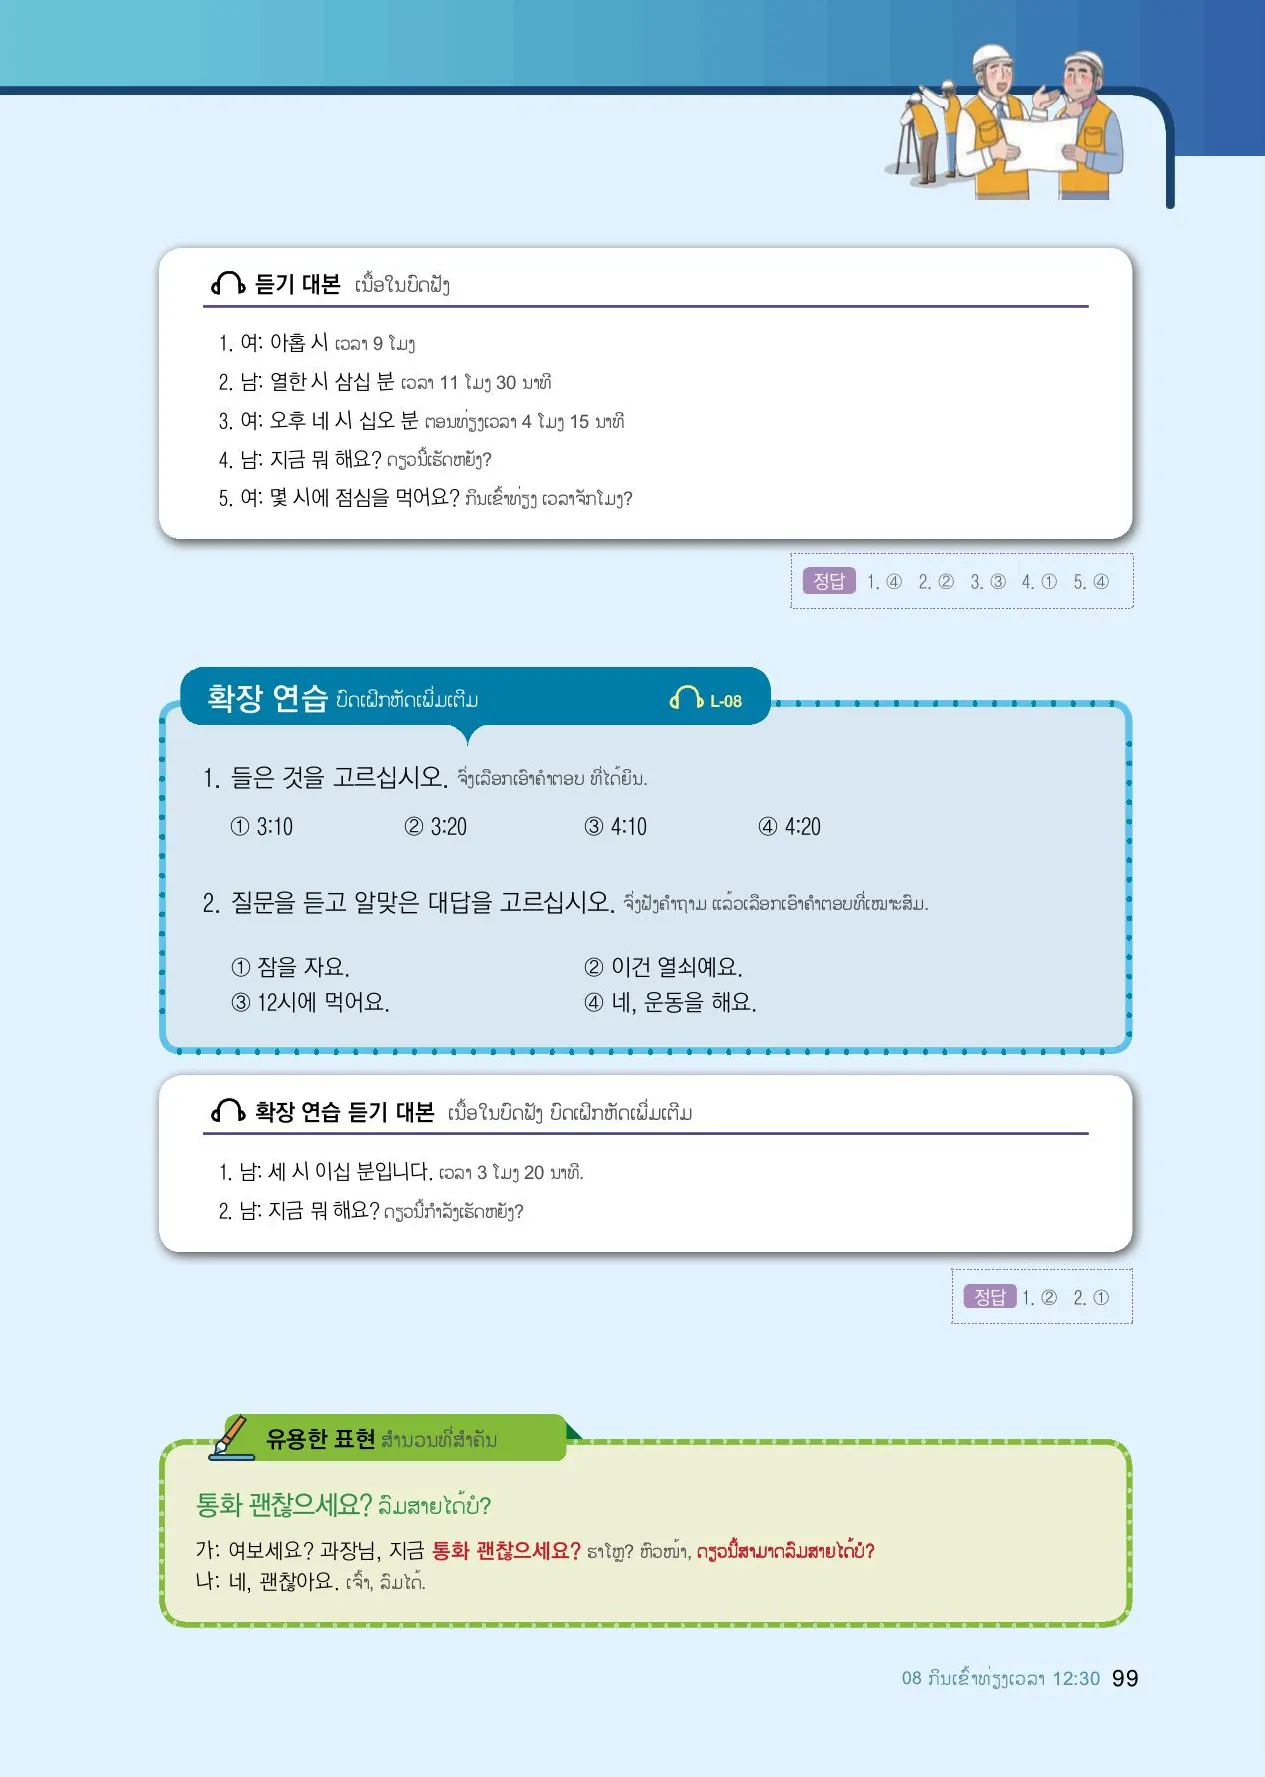 듣기 대본 ເນື້ອໃນບົດຟັງ
1. 여: 아홉 시 ເວລາ 9 ໂມງ
2. 남: 열한 시 삼십 분 ເວລາ 11 ໂມງ 30 ນາທີ
3. 여: 오후 네 시 십오 분 ຕອນທ່ຽງເວລາ 4 ໂມງ 15 ນາທີ
4. 남: 지금 뭐 해요? ດຽວນີ້ເຮັດຫຍັງ?
5. 여: 몇 시에 점심을 먹어요? ກິນເຂົ້າທ່ຽງ ເວລາຈັກໂມງ?
정답 1. ④ 2. ② 3. ③ 4. ① 5. ④
확장 연습 ບົດເຝິກຫັດເພີ່ມເຕີມ L-08
1. 들은 것을 고르십시오. ຈົ່ງເລືອກເອົາຄຳຕອບ ທີ່ໄດ້ຍິນ.
① 3:10 ② 3:20 ③ 4:10 ④ 4:20
2. 질문을 듣고 알맞은 대답을 고르십시오. ຈົ່ງຟັງຄຳຖາມ ແລ້ວເລືອກເອົາຄຳຕອບທີ່ເໝາະສົມ.
① 잠을 자요. ② 이건 열쇠예요.
③ 12시에 먹어요. ④ 네, 운동을 해요.
확장 연습 듣기 대본 ເນື້ອໃນບົດຟັງ ບົດເຝິກຫັດເພີ່ມເຕີມ
1. 남: 세 시 이십 분입니다. ເວລາ 3 ໂມງ 20 ນາທີ.
2. 남: 지금 뭐 해요? ດຽວນີ້ກຳລັງເຮັດຫຍັງ?
정답 1. ② 2. ①
유용한 표현 ສຳນວນທີ່ສຳຄັນ
통화 괜찮으세요? ລົມສາຍໄດ້ບໍ?
가: 여보세요? 과장님, 지금 통화 괜찮으세요? ຮາໂຫຼ? ຫົວໜ້າ, ດຽວນີ້ສາມາດລົມສາຍໄດ້ບໍ?
나: 네, 괜찮아요. ເຈົ້າ, ລົມໄດ້.
08 ກິນເຂົ້າທ່ຽງເວລາ 12:30 99